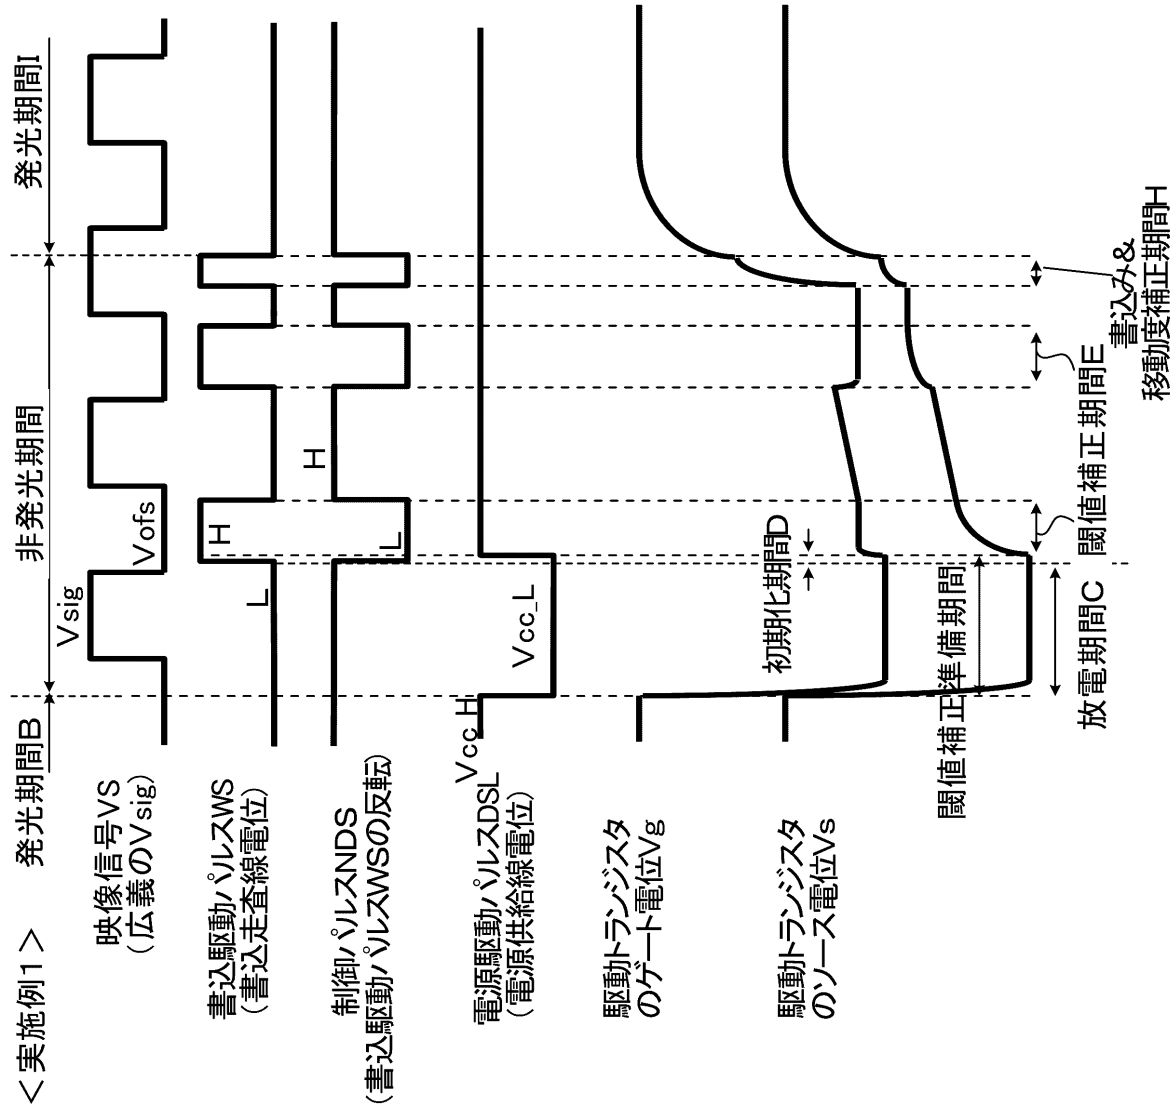 <実施例1>
発光期間B
非発光期間
発光期間I
映像信号VS
(広義のVsig)
Vsig
Vofs
書込駆動パルスWS
(書込走査線電位)
L
H
制御パルスNDS
(書込駆動パルスWSの反転)
L
H
電源駆動パルスDSL
(電源供給線電位)
Vcc_H
Vcc_L
駆動トランジスタ
のゲート電位Vg
初期化期間D
駆動トランジスタ
のソース電位Vs
閾値補正準備期間
放電期間C
閾値補正期間E
書込み&
移動度補正期間H